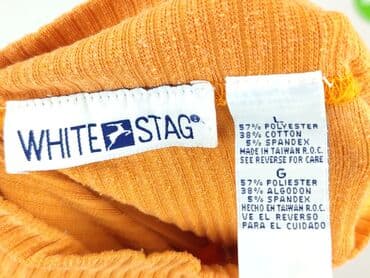 WHITE STAG®
L
57% POLYESTER
38% COTTON
5% SPANDEX
MADE IN TAIWAN R.O.C.
SEE REVERSE FOR CARE
G
57% POLIESTER
38% ALGODON
5% SPANDEX
HECHO EN TAIWAN R.O.C.
VE EL REVERSO
PARA EL CUIDADO